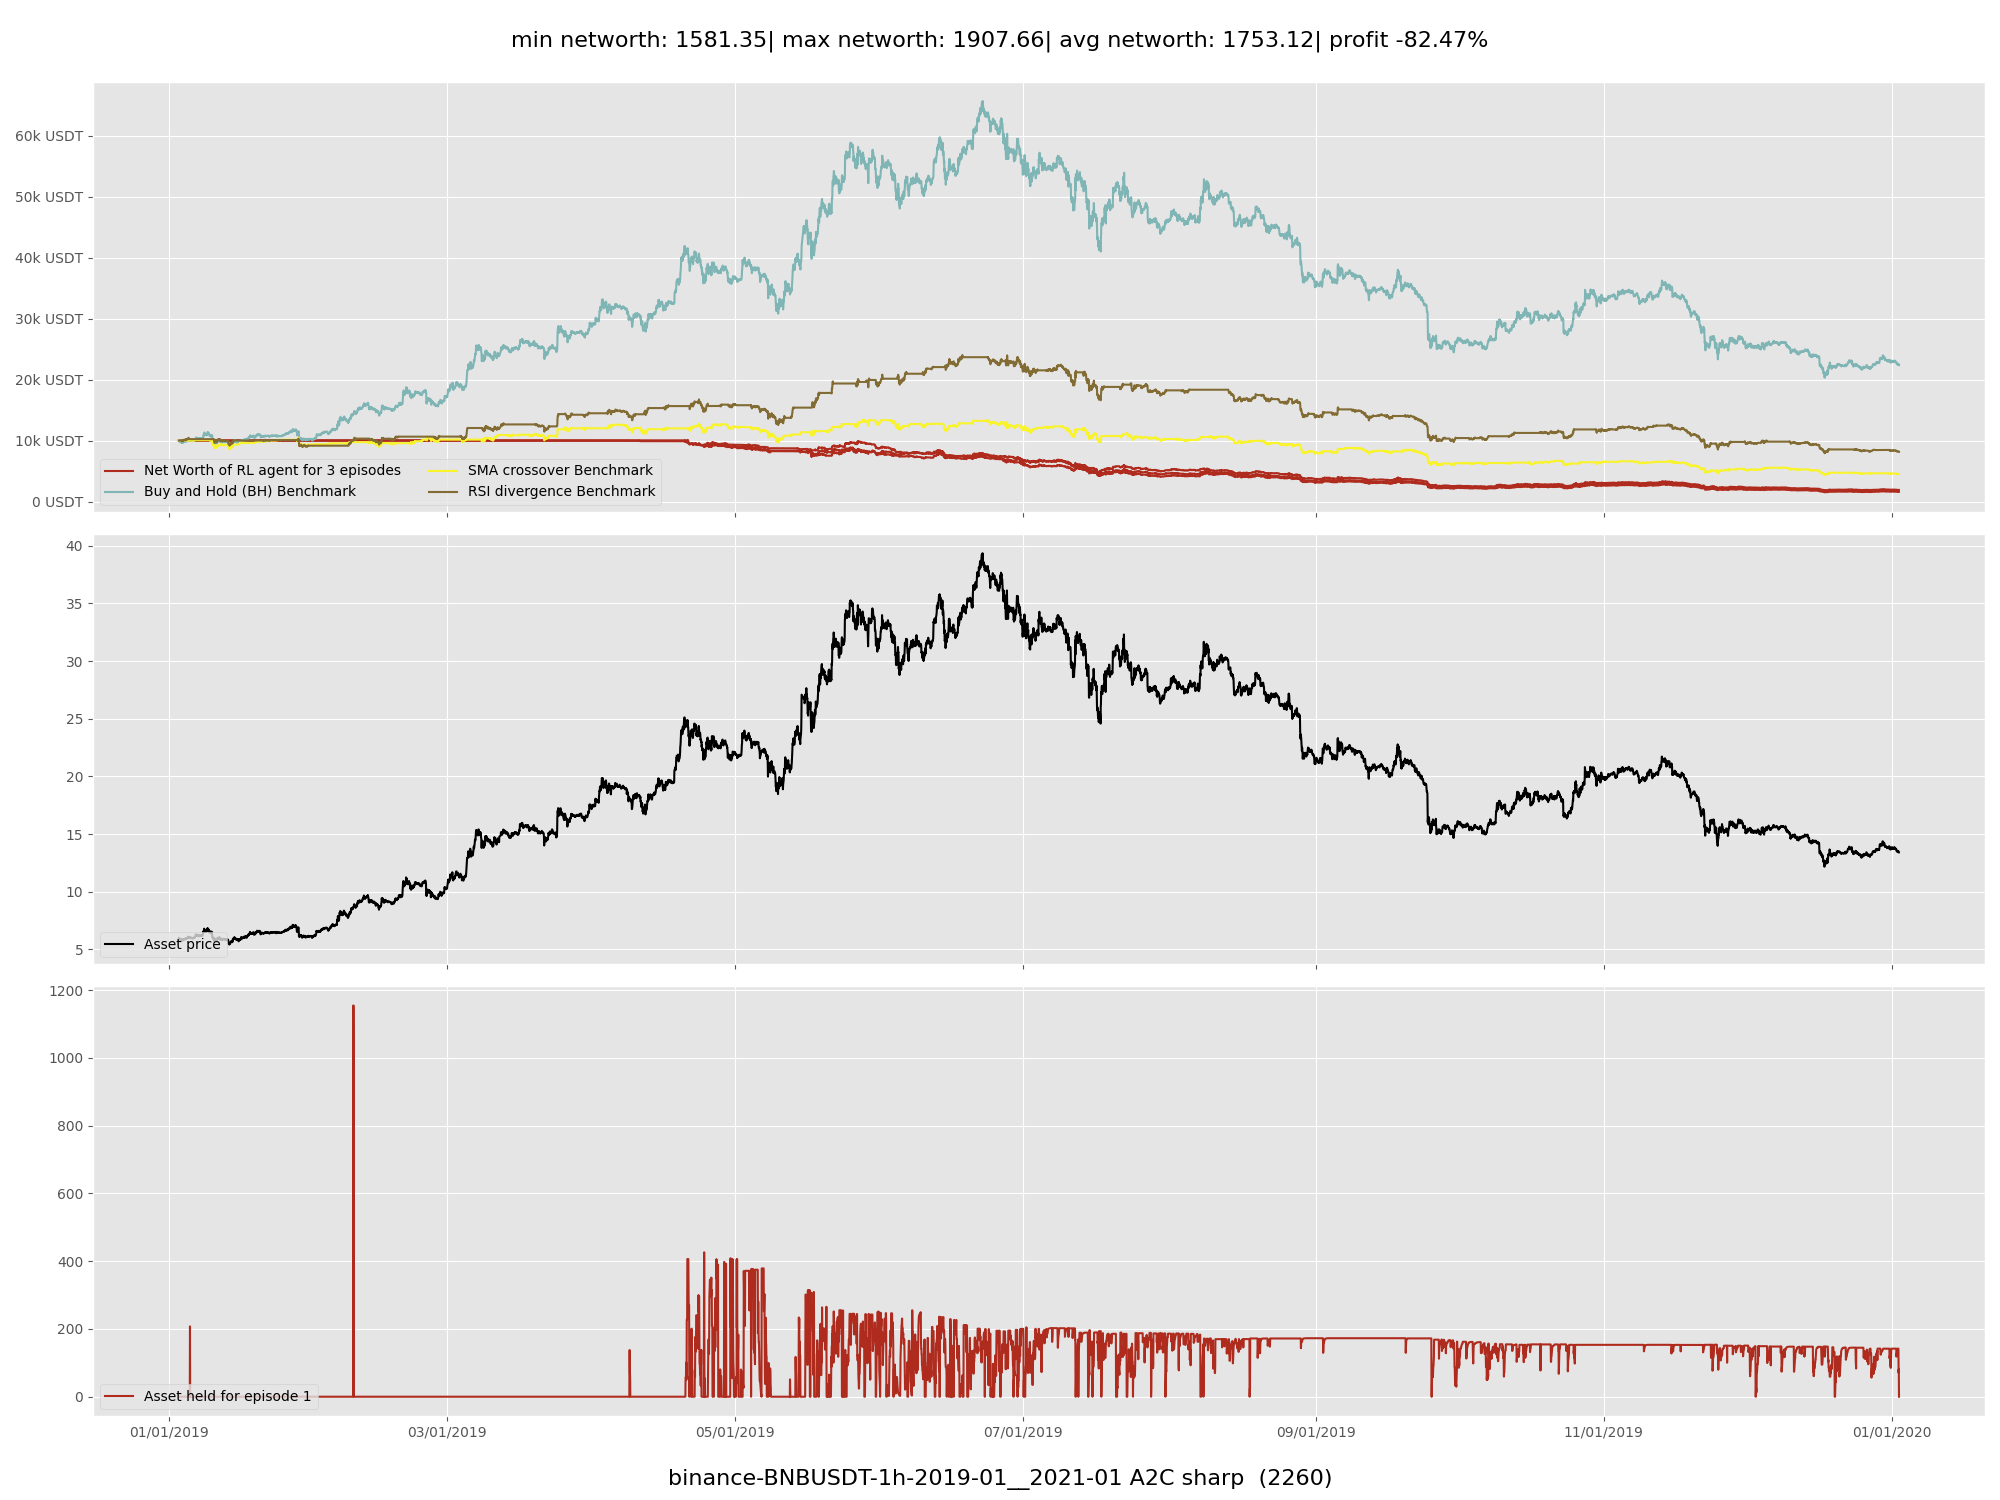 min networth: 1581.35| max networth: 1907.66| avg networth: 1753.12| profit -82.47%
60k USDT
50k USDT
40k USDT
30k USDT
20k USDT
10k USDT
0 USDT
Net Worth of RL agent for 3 episodes
Buy and Hold (BH) Benchmark
SMA crossover Benchmark
RSI divergence Benchmark
40
35
30
25
20
15
10
5
Asset price
1200
1000
800
600
400
200
0
Asset held for episode 1
01/01/2019 03/01/2019 05/01/2019 07/01/2019 09/01/2019 11/01/2019 01/01/2020
binance-BNBUSDT-1h-2019-01__2021-01 A2C sharp (2260)